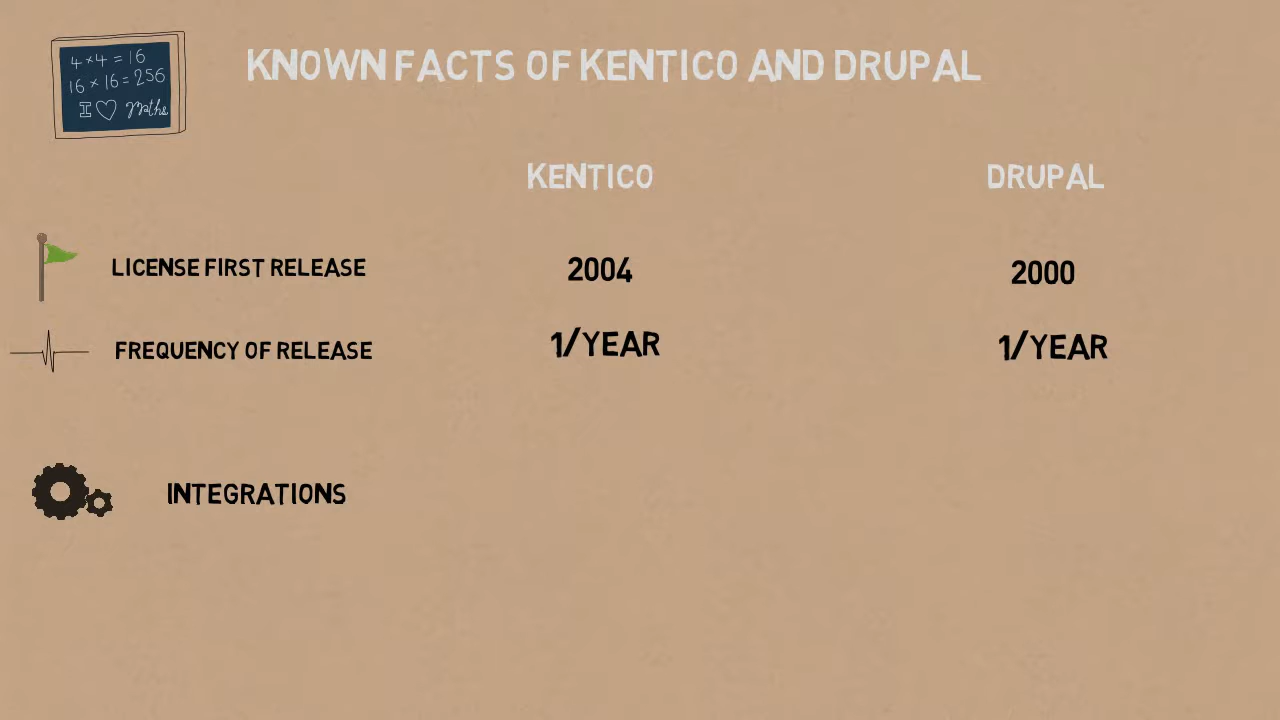 4 × 4 = 16
16 × 16 = 256
I ♡ Maths
KNOWN FACTS OF KENTICO AND DRUPAL
KENTICO DRUPAL
LICENSE FIRST RELEASE 2004 2000
FREQUENCY OF RELEASE 1/YEAR 1/YEAR
INTEGRATIONS